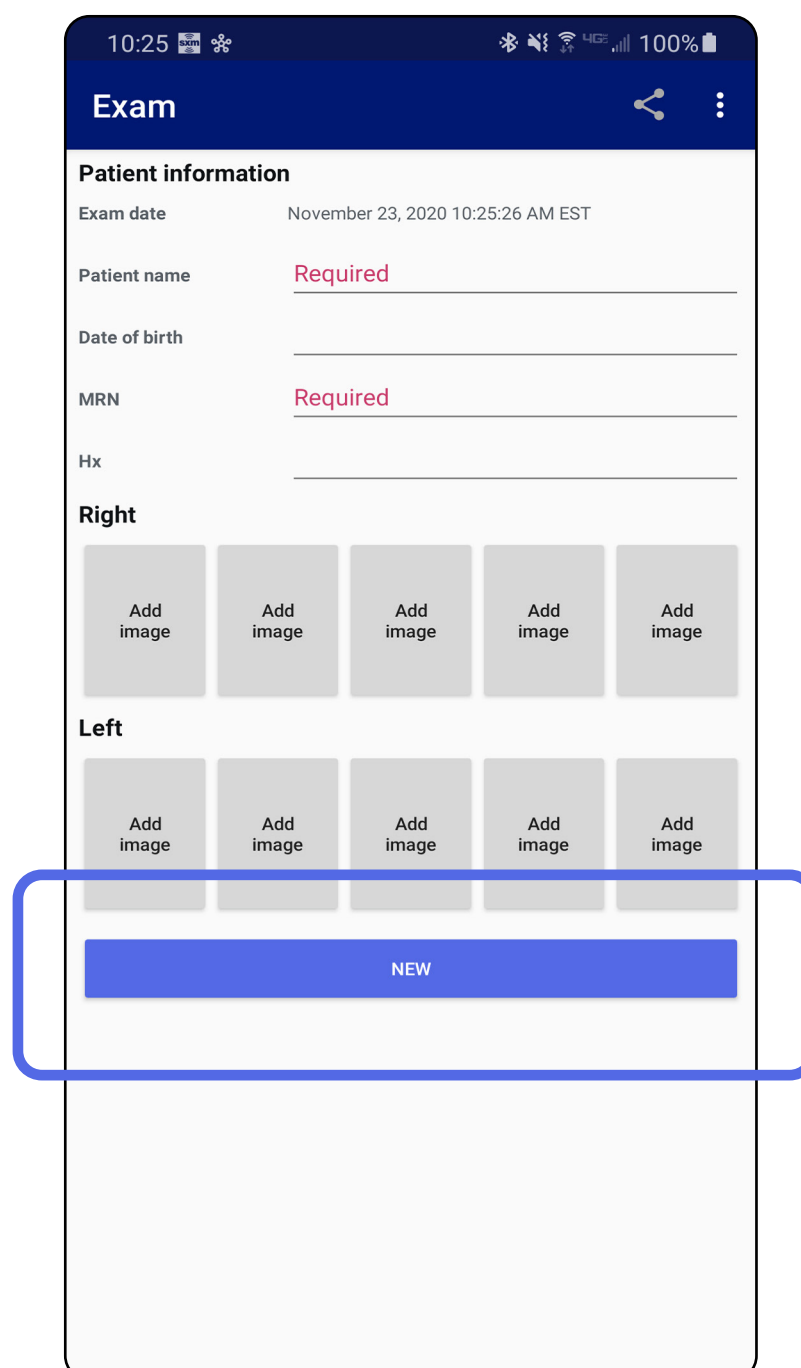 10:25 sxm 4GE 100%
Exam
Patient information
Exam date November 23, 2020 10:25:26 AM EST
Patient name Required
Date of birth
MRN Required
Hx
Right
Add image Add image Add image Add image Add image
Left
Add image Add image Add image Add image Add image
NEW